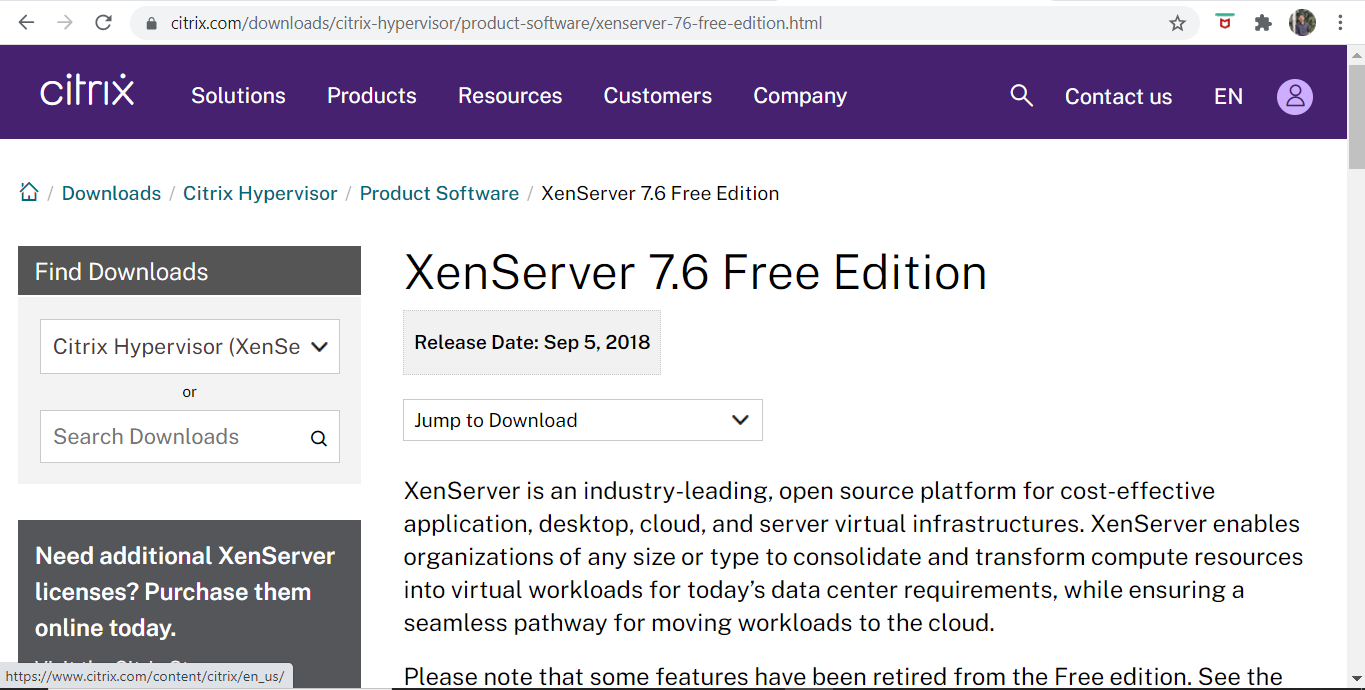 citrix.com/downloads/citrix-hypervisor/product-software/xenserver-76-free-edition.html
citrix
Solutions Products Resources Customers Company Contact us EN
/ Downloads / Citrix Hypervisor / Product Software / XenServer 7.6 Free Edition
Find Downloads
Citrix Hypervisor (XenSe
or
Search Downloads
Need additional XenServer
licenses? Purchase them
online today.
XenServer 7.6 Free Edition
Release Date: Sep 5, 2018
Jump to Download
XenServer is an industry-leading, open source platform for cost-effective
application, desktop, cloud, and server virtual infrastructures. XenServer enables
organizations of any size or type to consolidate and transform compute resources
into virtual workloads for today’s data center requirements, while ensuring a
seamless pathway for moving workloads to the cloud.
Please note that some features have been retired from the Free edition. See the
https://www.citrix.com/content/citrix/en_us/